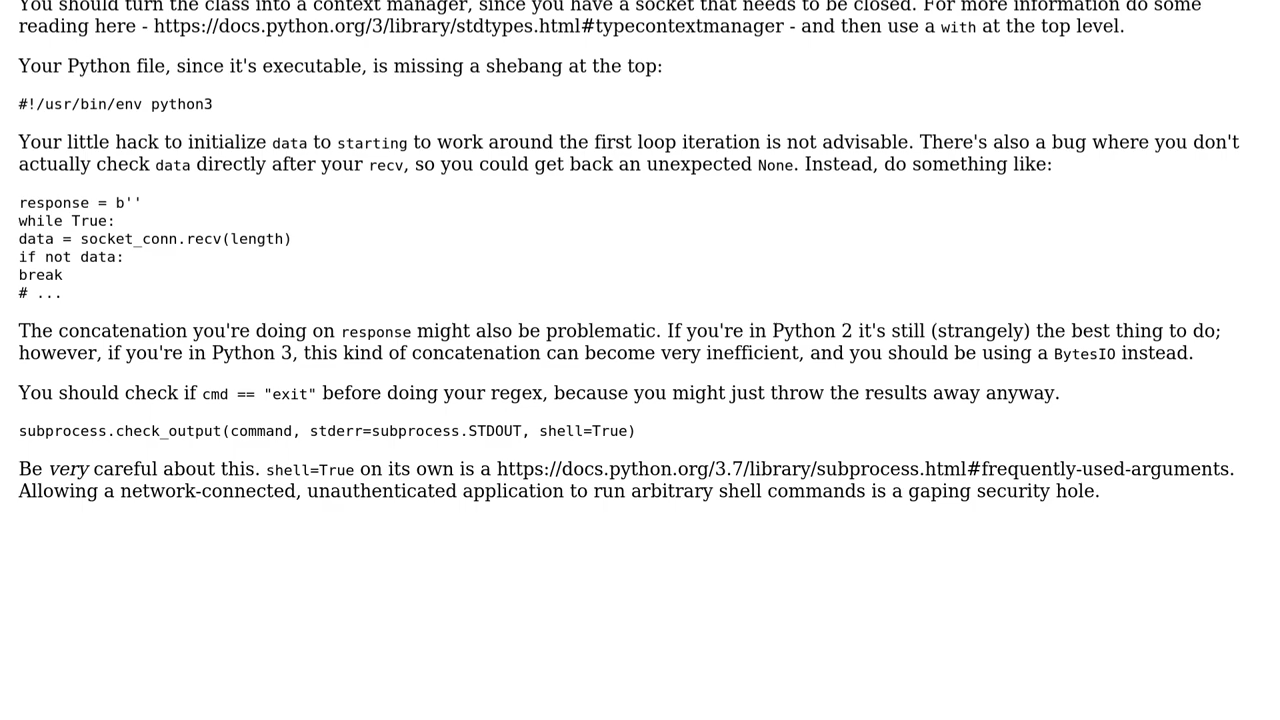 You should turn the class into a context manager, since you have a socket that needs to be closed. For more information do some
reading here - https://docs.python.org/3/library/stdtypes.html#typecontextmanager - and then use a with at the top level.
Your Python file, since it's executable, is missing a shebang at the top:
#!/usr/bin/env python3
Your little hack to initialize data to starting to work around the first loop iteration is not advisable. There's also a bug where you don't
actually check data directly after your recv, so you could get back an unexpected None. Instead, do something like:
response = b''
while True:
data = socket_conn.recv(length)
if not data:
break
# ...
The concatenation you're doing on response might also be problematic. If you're in Python 2 it's still (strangely) the best thing to do;
however, if you're in Python 3, this kind of concatenation can become very inefficient, and you should be using a BytesIO instead.
You should check if cmd == "exit" before doing your regex, because you might just throw the results away anyway.
subprocess.check_output(command, stderr=subprocess.STDOUT, shell=True)
Be very careful about this. shell=True on its own is a https://docs.python.org/3.7/library/subprocess.html#frequently-used-arguments.
Allowing a network-connected, unauthenticated application to run arbitrary shell commands is a gaping security hole.